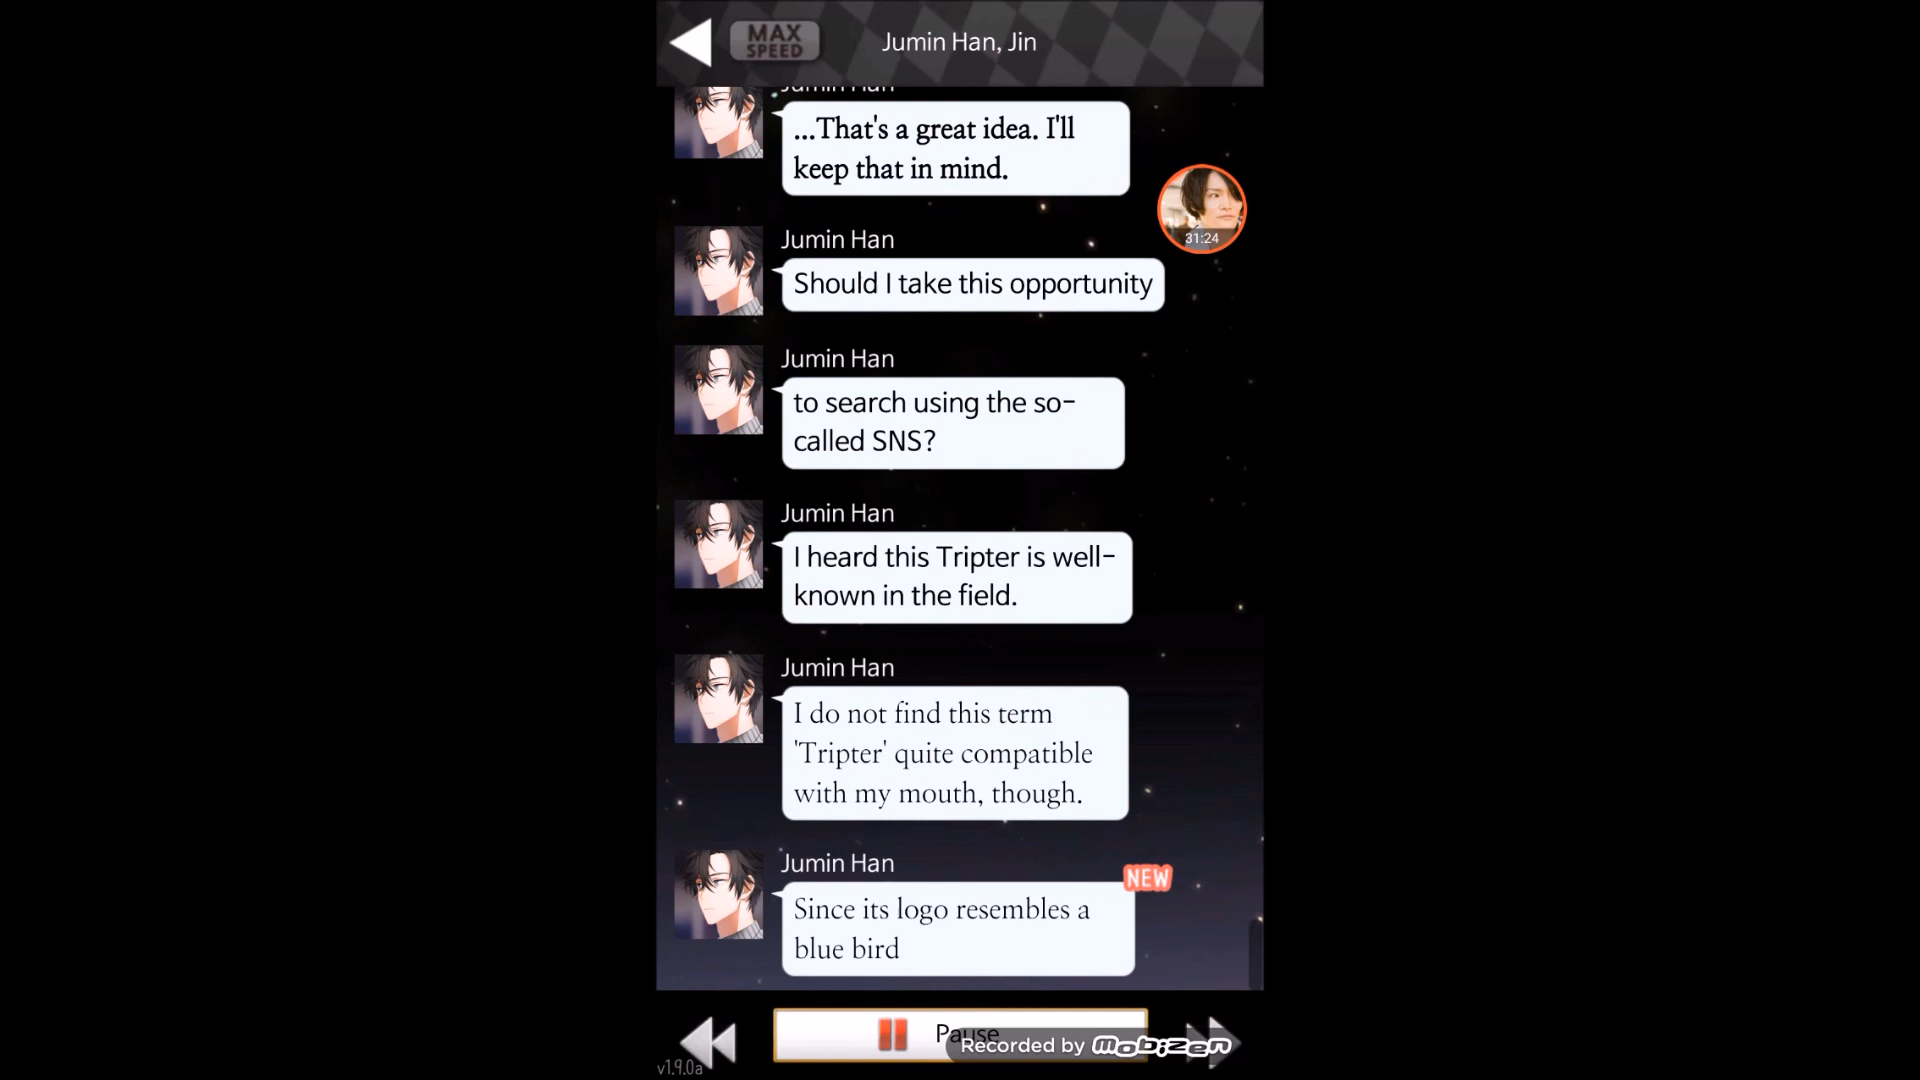 MAX
SPEED
Jumin Han, Jin
Jumin Han
...That's a great idea. I'll
keep that in mind.
31:24
Jumin Han
Should I take this opportunity
Jumin Han
to search using the so-
called SNS?
Jumin Han
I heard this Tripter is well-
known in the field.
Jumin Han
I do not find this term
'Tripter' quite compatible
with my mouth, though.
Jumin Han
NEW
Since its logo resembles a
blue bird
Pause
Recorded by Mobizen
v1.9.0a